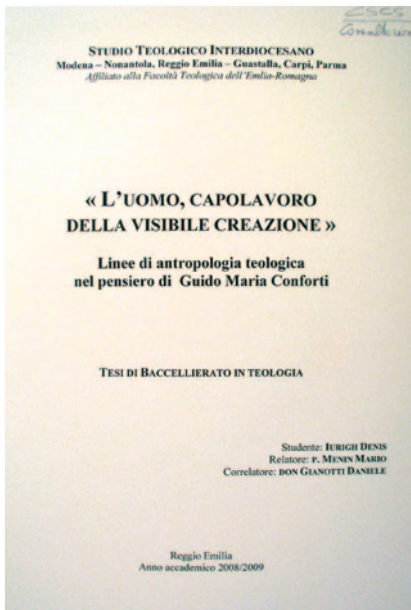 CSCS
STUDIO TEOLOGICO INTERDIOCESANO
Modena – Nonantola, Reggio Emilia – Guastalla, Carpi, Parma
Affiliato alla Facoltà Teologica dell'Emilia-Romagna
« L'UOMO, CAPOLAVORO
DELLA VISIBILE CREAZIONE »
Linee di antropologia teologica
nel pensiero di Guido Maria Conforti
TESI DI BACCELLIERATO IN TEOLOGIA
Studente: IURIGH DENIS
Relatore: P. MENIN MARIO
Correlatore: DON GIANOTTI DANIELE
Reggio Emilia
Anno accademico 2008/2009